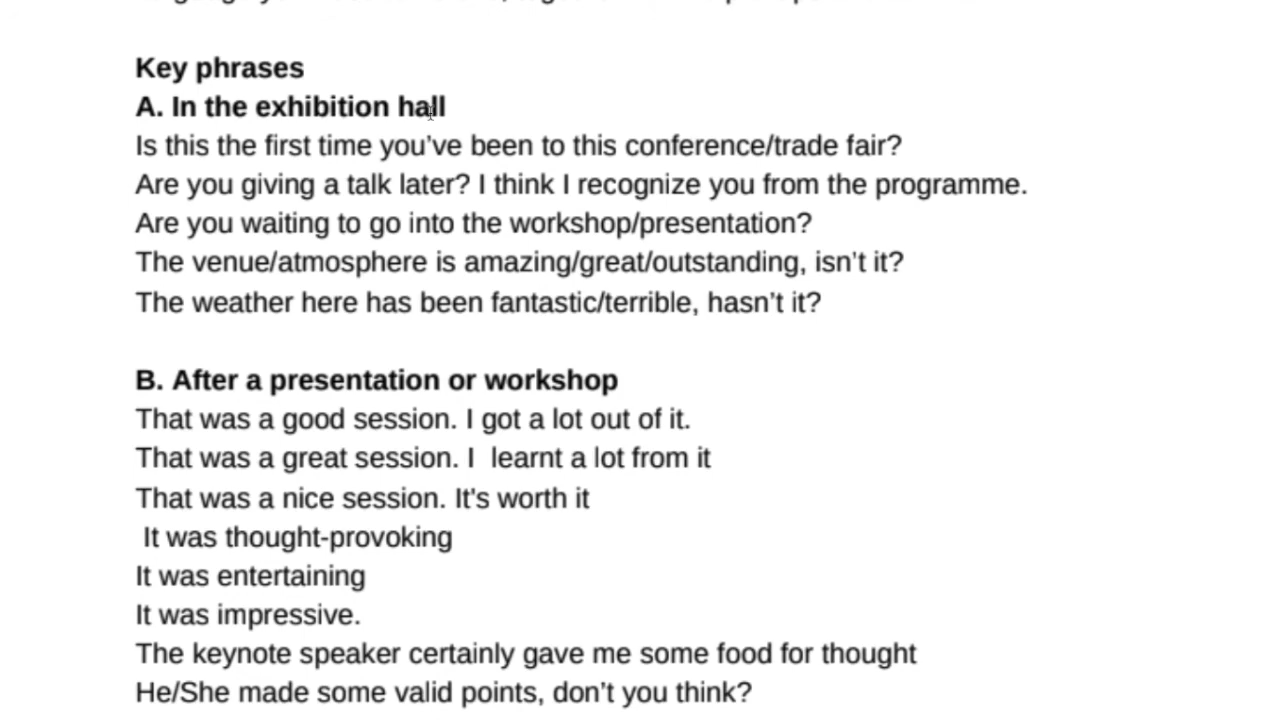 Key phrases
A. In the exhibition hall
Is this the first time you’ve been to this conference/trade fair?
Are you giving a talk later? I think I recognize you from the programme.
Are you waiting to go into the workshop/presentation?
The venue/atmosphere is amazing/great/outstanding, isn’t it?
The weather here has been fantastic/terrible, hasn’t it?
B. After a presentation or workshop
That was a good session. I got a lot out of it.
That was a great session. I  learnt a lot from it
That was a nice session. It's worth it
It was thought-provoking
It was entertaining
It was impressive.
The keynote speaker certainly gave me some food for thought
He/She made some valid points, don’t you think?